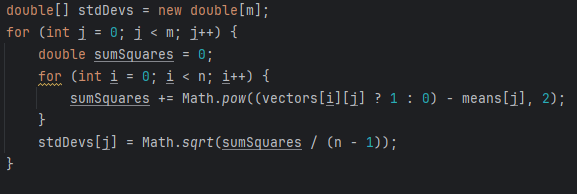 double[] stdDevs = new double[m];
for (int j = 0; j < m; j++) {
    double sumSquares = 0;
    for (int i = 0; i < n; i++) {
        sumSquares += Math.pow((vectors[i][j] ? 1 : 0) - means[j], 2);
    }
    stdDevs[j] = Math.sqrt(sumSquares / (n - 1));
}